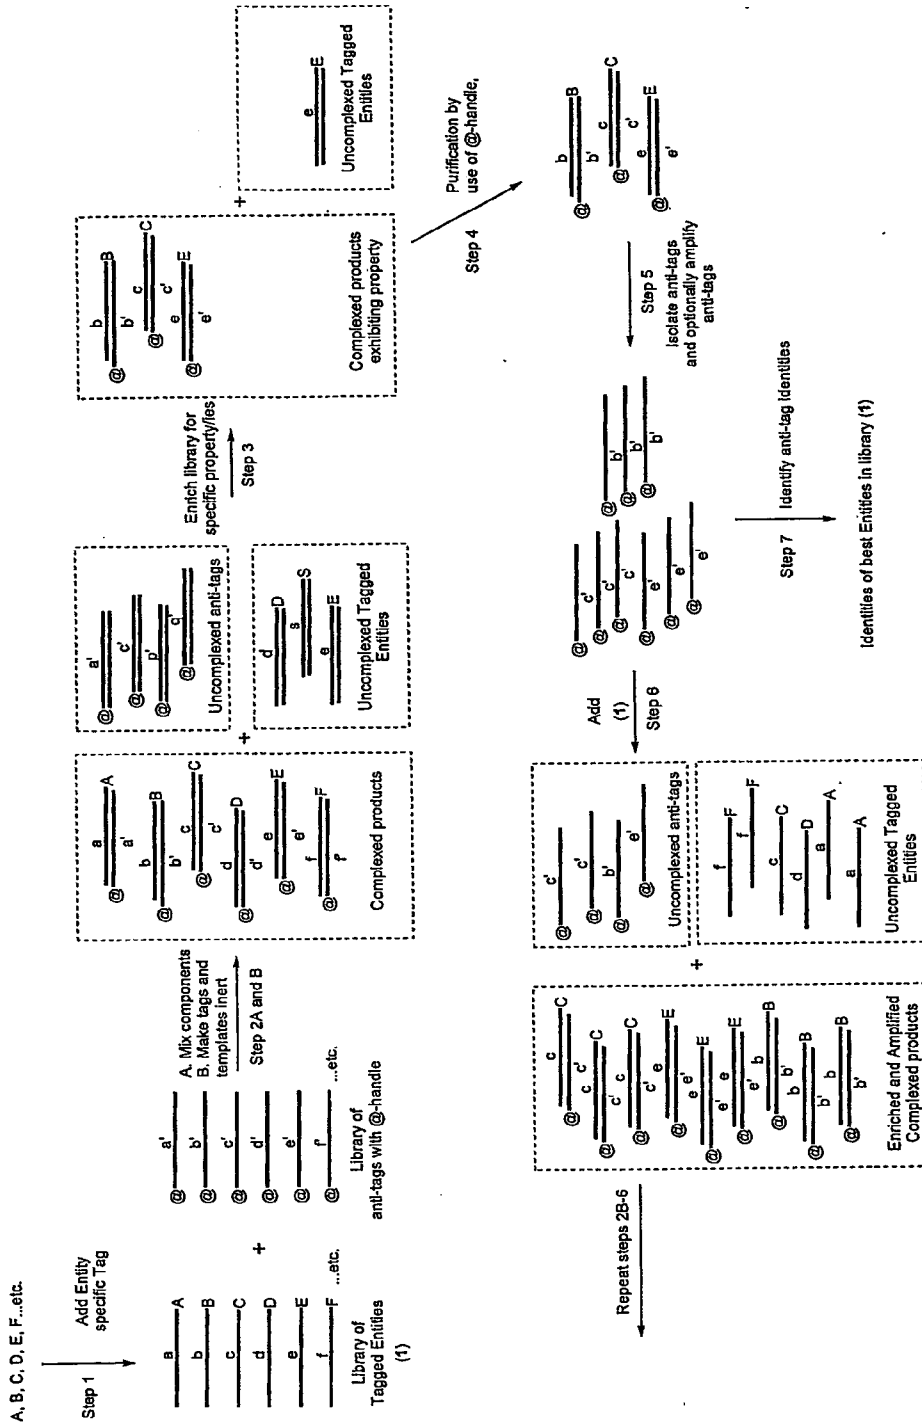 A, B, C, D, E, F...etc.
Step 1
Add Entity
specific Tag
a
A
b
B
c
C
d
D
e
E
f
F
...etc.
Library of
Tagged Entities
(1)
+
@
a'
@
b'
@
c'
@
d'
@
e'
@
f'
...etc.
Library of
anti-tags with @-handle
A. Mix components
B. Make tags and
templates inert
Step 2A and B
a
A
@
a'
b
B
@
b'
c
C
@
c'
d
D
@
d'
e
E
@
e'
f
F
@
f'
Complexed products
+
a'
@
c'
@
p'
@
q'
@
Uncomplexed anti-tags
d
D
s
S
e
E
Uncomplexed Tagged
Entities
Enrich library for
specific property/ies
Step 3
b
B
@
b'
c
C
@
c'
e
E
@
e'
Complexed products
exhibiting property
+
e
E
Uncomplexed Tagged
Entities
Step 4
Purification by
use of @-handle,
b
B
@
b'
c
C
@
c'
e
E
@
e'
Step 5
Isolate anti-tags
and optionally amplify
anti-tags
@
c'
@
c'
@
c'
@
e'
@
e'
@
e'
@
b'
@
b'
@
b'
Step 7
Identify anti-tag identities
Identities of best Entities in library (1)
Add
(1)
Step 6
c'
@
c'
@
b'
@
e'
@
Uncomplexed anti-tags
f
F
f
F
c
C
d
D
a
A
a
A
Uncomplexed Tagged
Entities
+
c
C
@
c'
c
C
@
c'
c
C
@
c'
e
E
@
e'
e
E
@
e'
e
E
@
e'
b
B
@
b'
b
B
@
b'
b
B
@
b'
Enriched and Amplified
Complexed products
Repeat steps 2B-6